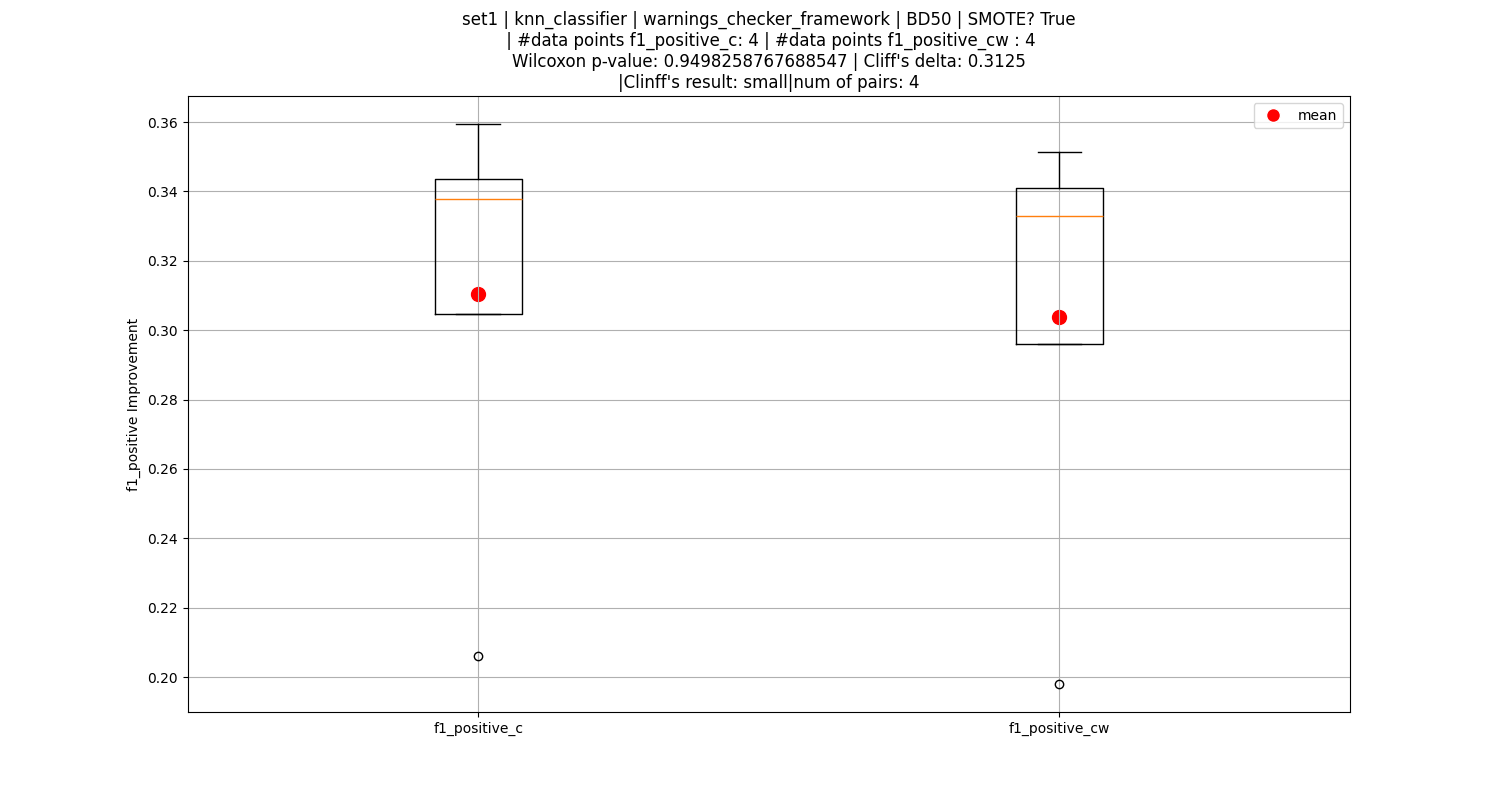 set1 | knn_classifier | warnings_checker_framework | BD50 | SMOTE? True
| #data points f1_positive_c: 4 | #data points f1_positive_cw : 4
Wilcoxon p-value: 0.9498258767688547 | Cliff's delta: 0.3125
|Clinff's result: small|num of pairs: 4
mean
0.36
0.34
0.32
0.30
0.28
0.26
0.24
0.22
0.20
f1_positive Improvement
f1_positive_c
f1_positive_cw